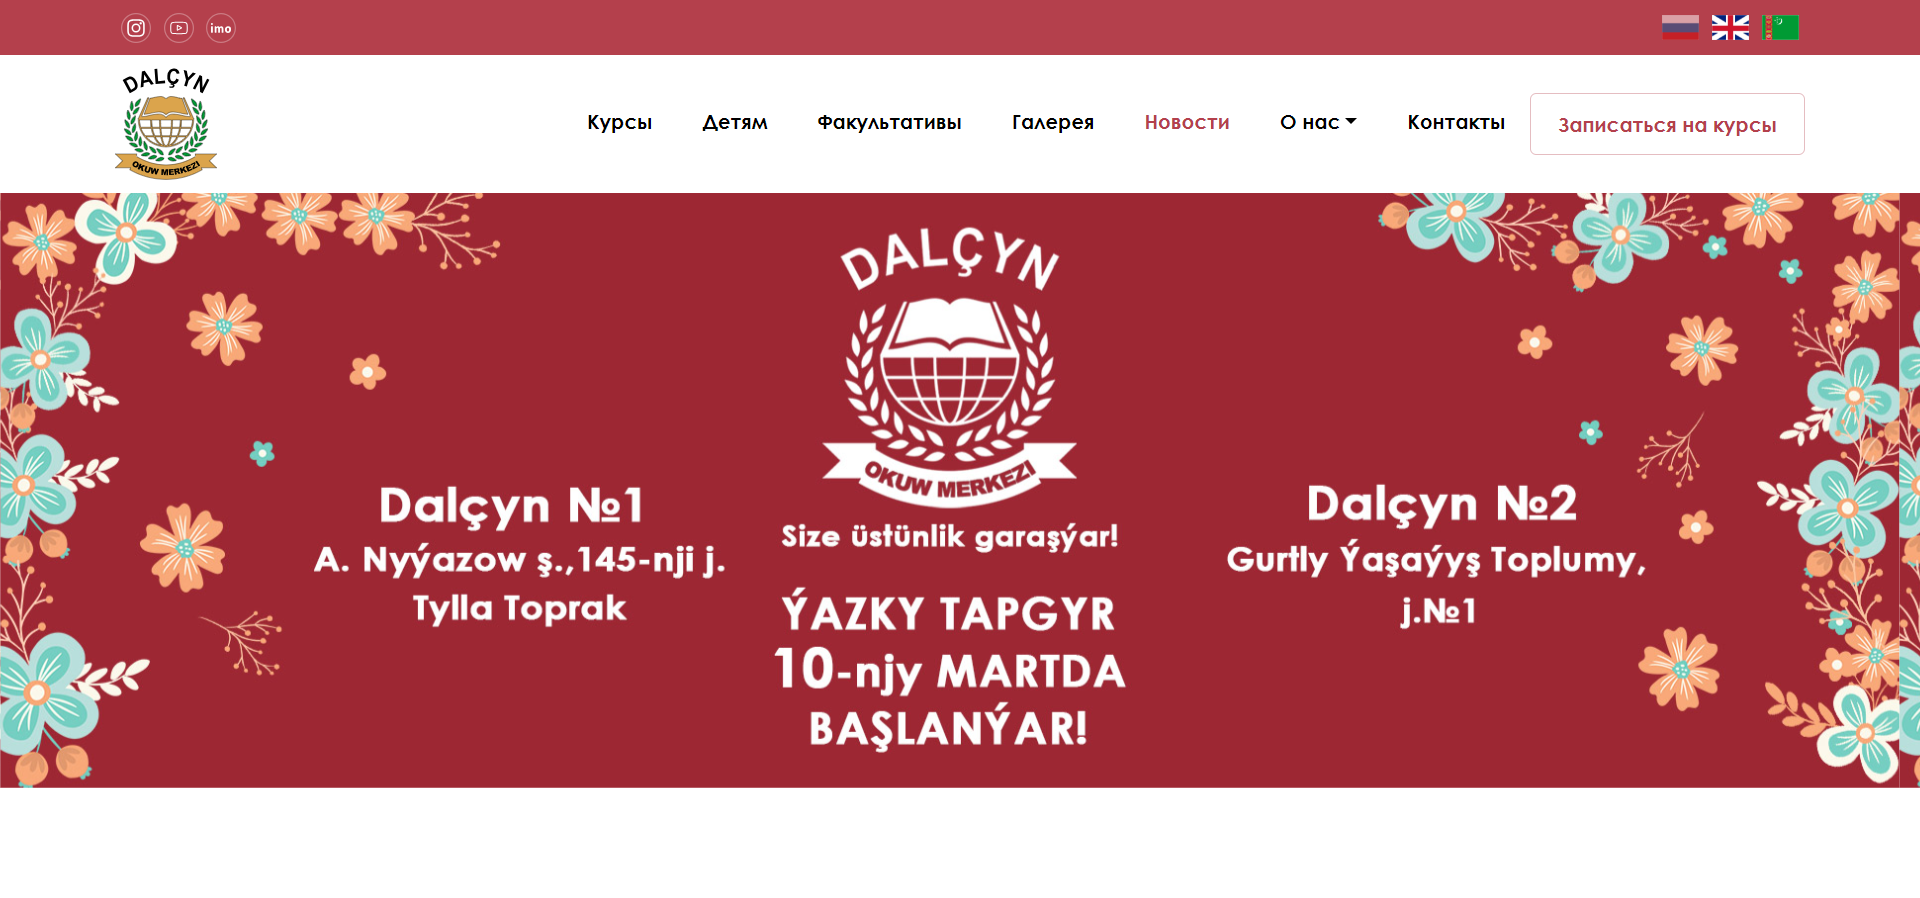 imo
DALÇYN
OKUW MERKEZI
Курсы
Детям
Факультативы
Галерея
Новости
О нас
Контакты
Записаться на курсы
DALÇYN
OKUW MERKEZI
Size üstünlik garaşýar!
ÝAZKY TAPGYR
10-njy MARTDA
BAŞLANÝAR!
Dalçyn №1
A. Nyýazow ş.,145-nji j.
Tylla Toprak
Dalçyn №2
Gurtly Ýaşaýyş Toplumy,
j.№1